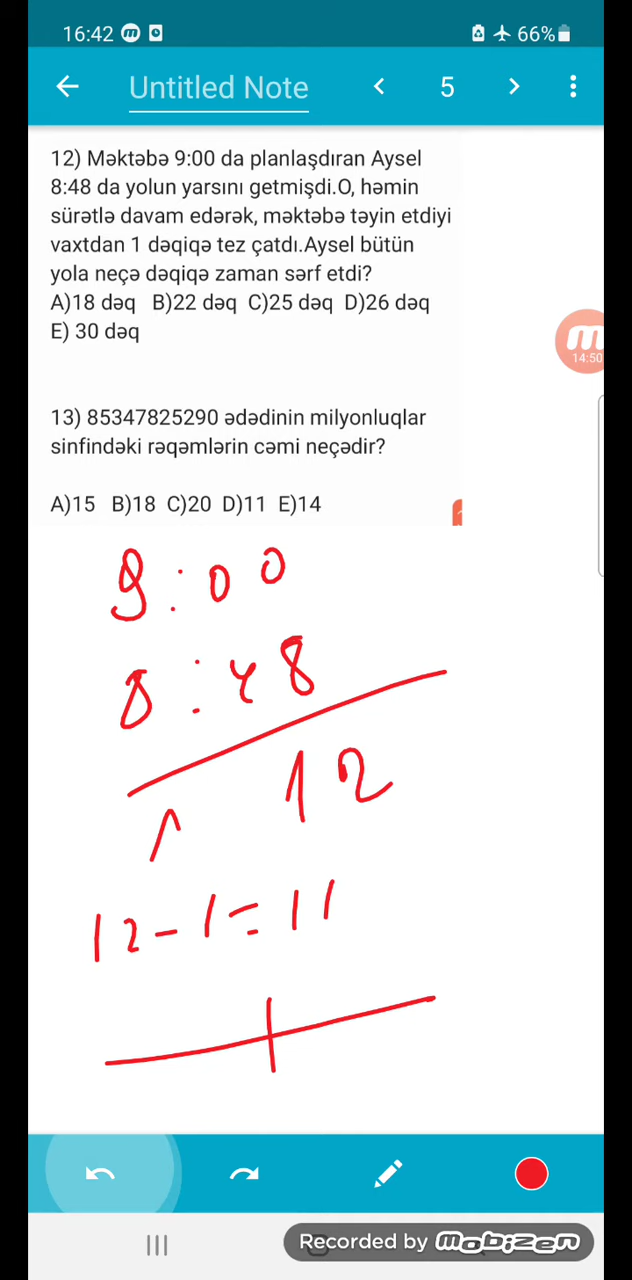 16:42 m 66%
Untitled Note < 5 >
12) Məktəbə 9:00 da planlaşdıran Aysel
8:48 da yolun yarsını getmişdi.O, həmin
sürətlə davam edərək, məktəbə təyin etdiyi
vaxtdan 1 dəqiqə tez çatdı.Aysel bütün
yola neçə dəqiqə zaman sərf etdi?
A)18 dəq B)22 dəq C)25 dəq D)26 dəq
E) 30 dəq
m
14:50
13) 85347825290 ədədinin milyonluqlar
sinfindəki rəqəmlərin cəmi neçədir?
A)15 B)18 C)20 D)11 E)14
9:00
8:48
12
12-1=11
Recorded by mobizen